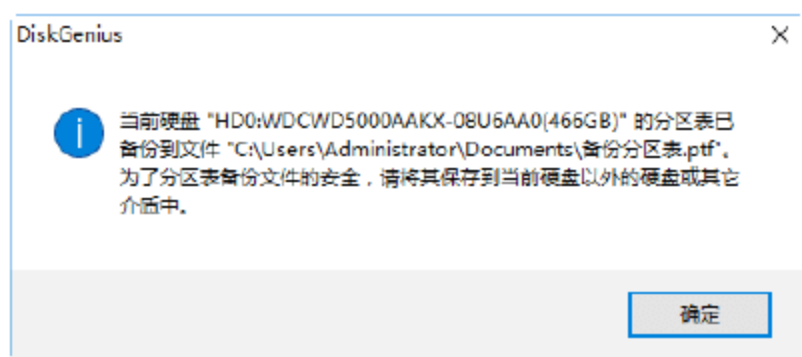 DiskGenius
当前硬盘 "HD0:WDCWD5000AAKX-08U6AA0(466GB)" 的分区表已
备份到文件 "C:\Users\Administrator\Documents\备份分区表.ptf"。
为了分区表备份文件的安全，请将其保存到当前硬盘以外的硬盘或其它
介质中。
确定